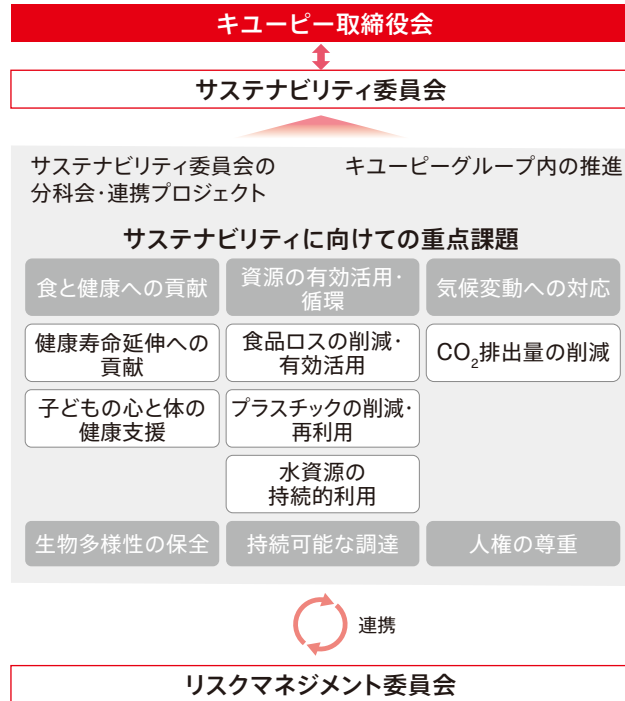 キユーピー取締役会
サステナビリティ委員会
サステナビリティ委員会の
分科会・連携プロジェクト
キユーピーグループ内の推進
サステナビリティに向けての重点課題
食と健康への貢献
資源の有効活用・
循環
気候変動への対応
健康寿命延伸への
貢献
食品ロスの削減・
有効活用
CO₂排出量の削減
子どもの心と体の
健康支援
プラスチックの削減・
再利用
水資源の
持続的利用
生物多様性の保全
持続可能な調達
人権の尊重
連携
リスクマネジメント委員会